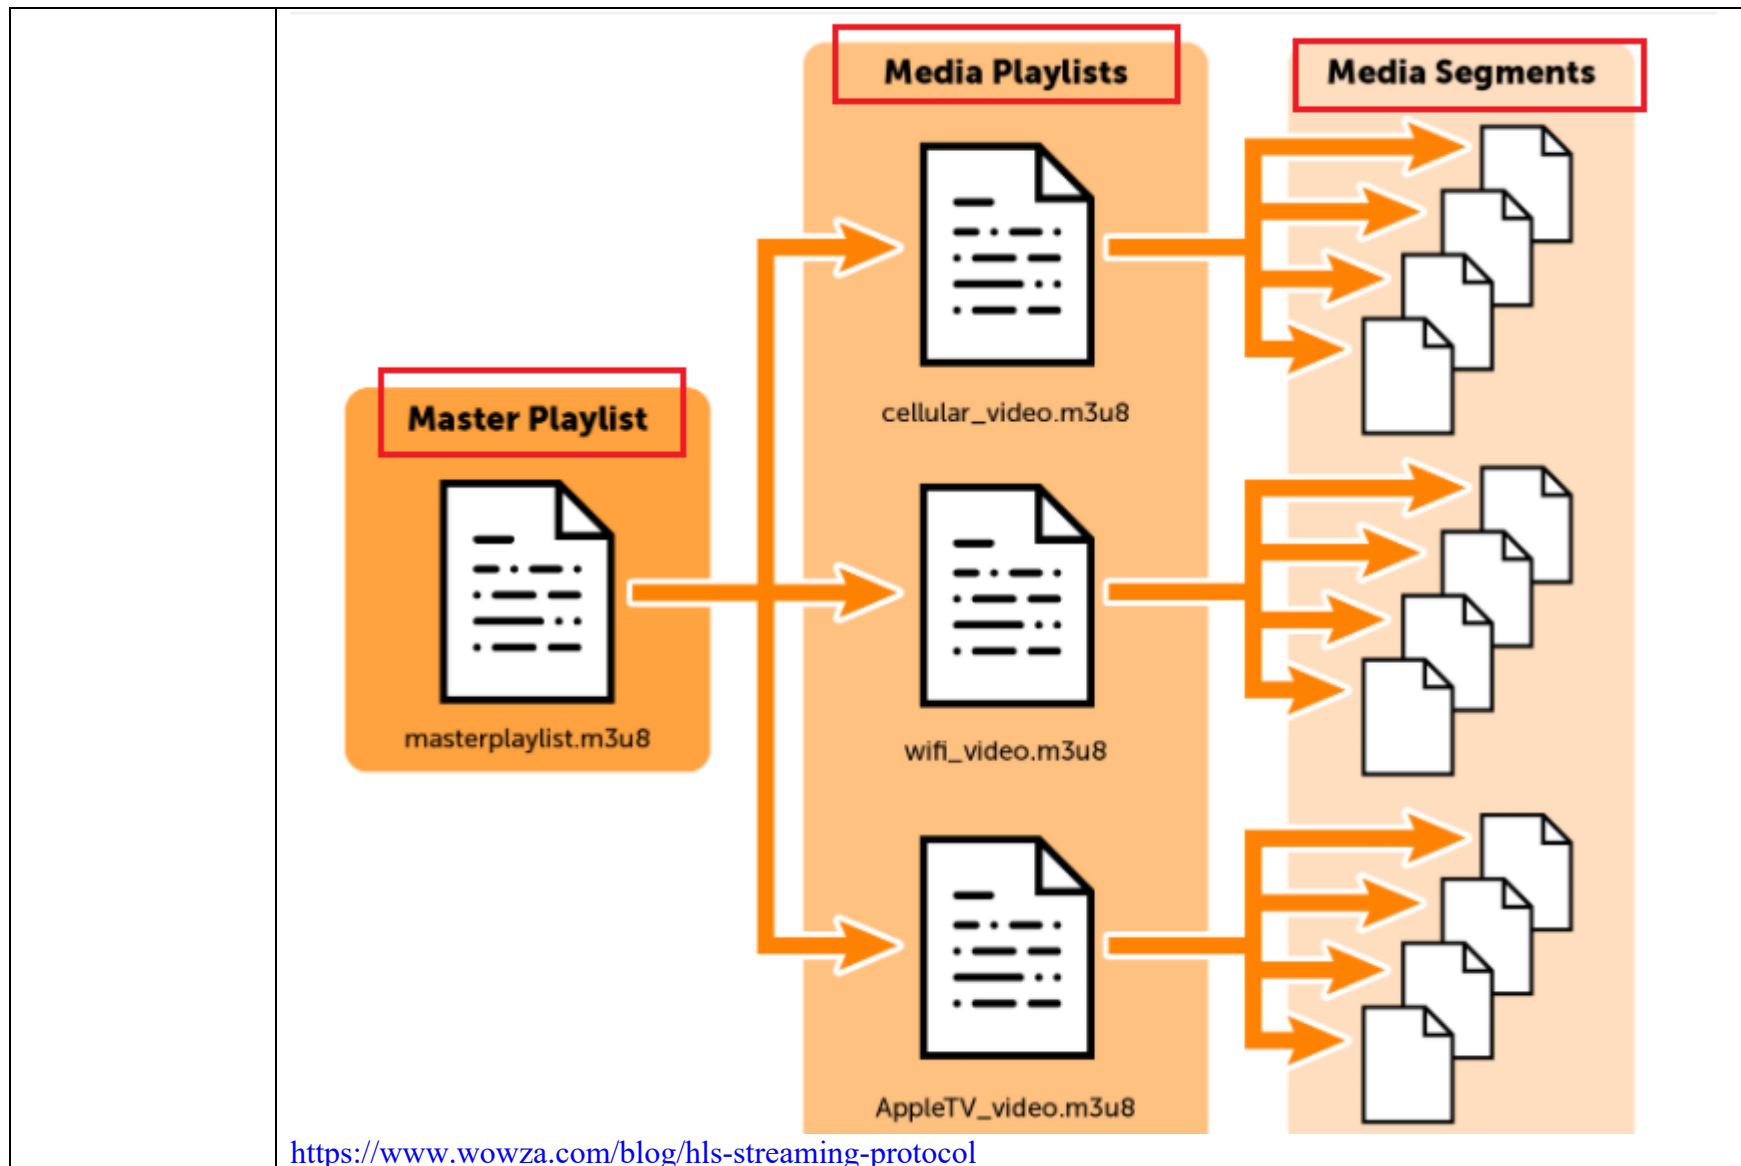 Media Playlists
Media Segments
cellular_video.m3u8
Master Playlist
masterplaylist.m3u8
wifi_video.m3u8
AppleTV_video.m3u8
https://www.wowza.com/blog/hls-streaming-protocol